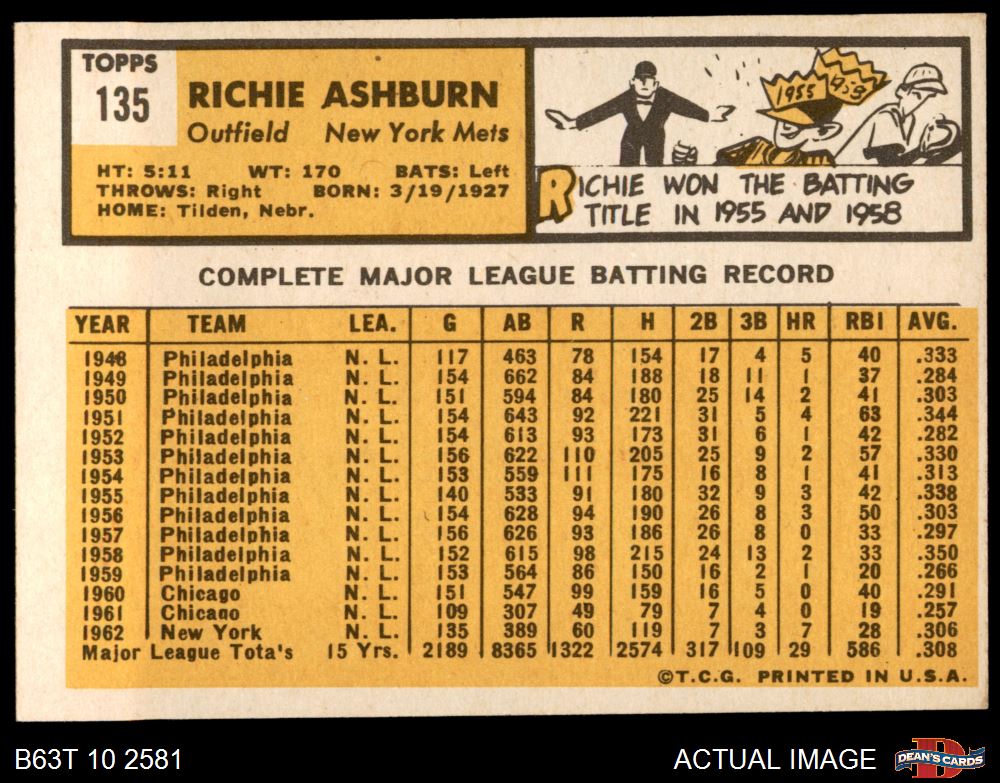 TOPPS
135
RICHIE ASHBURN
Outfield New York Mets
HT: 5:11 WT: 170 BATS: Left
THROWS: Right BORN: 3/19/1927
HOME: Tilden, Nebr.
1955 1958
RICHIE WON THE BATTING
TITLE IN 1955 AND 1958
COMPLETE MAJOR LEAGUE BATTING RECORD
YEAR TEAM LEA. G AB R H 2B 3B HR RBI AVG.
1948 Philadelphia N. L. 117 463 78 154 17 4 5 40 .333
1949 Philadelphia N. L. 154 662 84 188 18 11 1 37 .284
1950 Philadelphia N. L. 151 594 84 180 25 14 2 41 .303
1951 Philadelphia N. L. 154 643 92 221 31 5 4 63 .344
1952 Philadelphia N. L. 154 613 93 173 31 6 1 42 .282
1953 Philadelphia N. L. 156 622 110 205 25 9 2 57 .330
1954 Philadelphia N. L. 153 559 111 175 16 8 1 41 .313
1955 Philadelphia N. L. 140 533 91 180 32 9 3 42 .338
1956 Philadelphia N. L. 154 628 94 190 26 8 3 50 .303
1957 Philadelphia N. L. 156 626 93 186 26 8 0 33 .297
1958 Philadelphia N. L. 152 615 98 215 24 13 2 33 .350
1959 Philadelphia N. L. 153 564 86 150 16 2 1 20 .266
1960 Chicago N. L. 151 547 99 159 16 5 0 40 .291
1961 Chicago N. L. 109 307 49 79 7 4 0 19 .257
1962 New York N. L. 135 389 60 119 7 3 7 28 .306
Major League Tota's 15 Yrs. 2189 8365 1322 2574 317 109 29 586 .308
©T.C.G. PRINTED IN U.S.A.
B63T 10 2581 ACTUAL IMAGE D DEAN'S CARDS